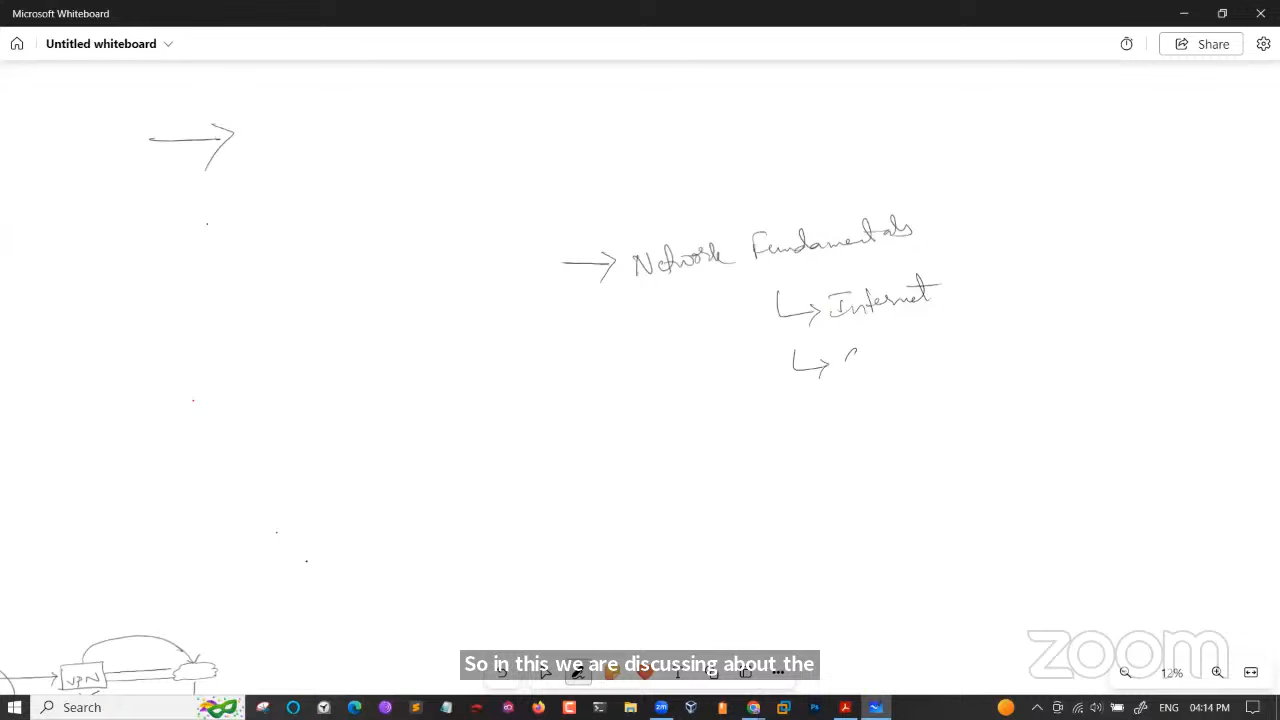 Microsoft Whiteboard
Untitled whiteboard
Share
Network Fundamentals
Internet
VPN
So in this we are discussing about the
zoom
12%
Search
ENG
04:14 PM